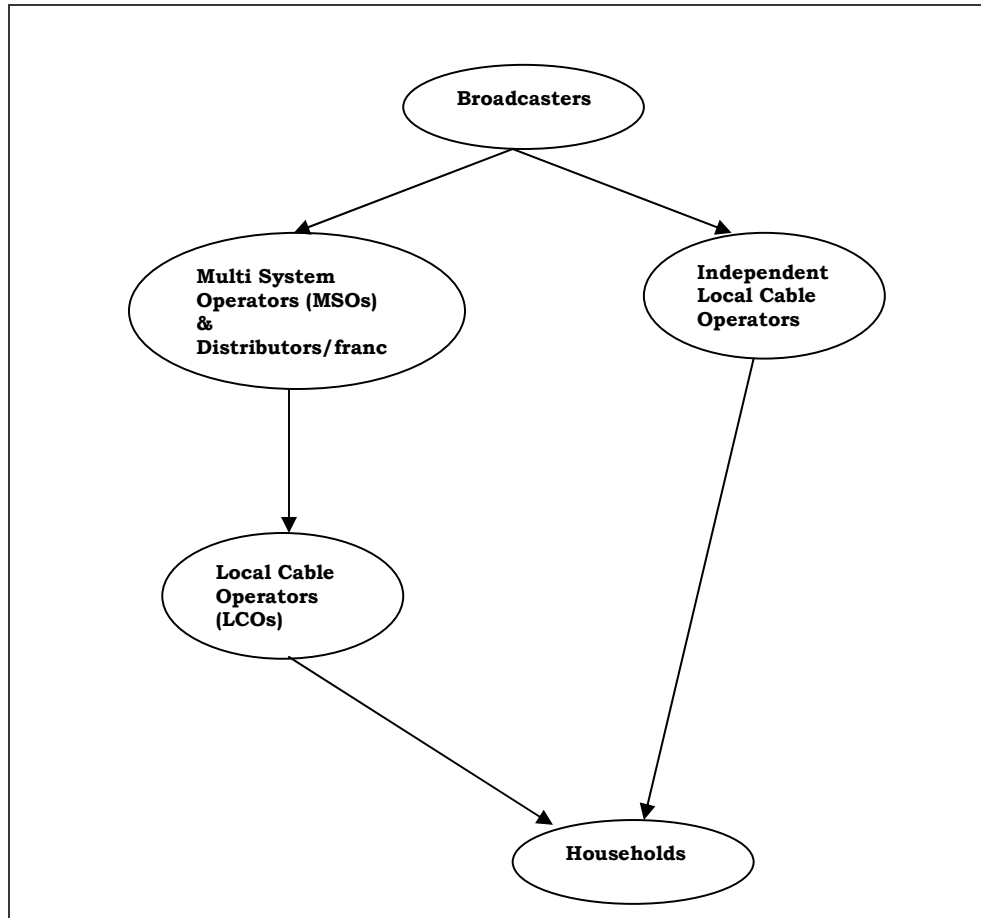 Broadcasters
Multi System
Operators (MSOs)
&
Distributors/franc
Independent
Local Cable
Operators
Local Cable
Operators
(LCOs)
Households